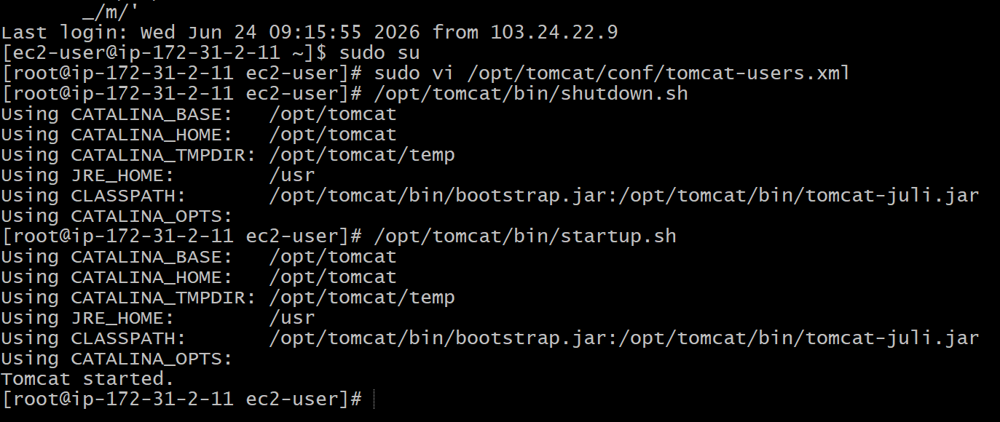 _/m/'
Last login: Wed Jun 24 09:15:55 2026 from 103.24.22.9
[ec2-user@ip-172-31-2-11 ~]$ sudo su
[root@ip-172-31-2-11 ec2-user]# sudo vi /opt/tomcat/conf/tomcat-users.xml
[root@ip-172-31-2-11 ec2-user]# /opt/tomcat/bin/shutdown.sh
Using CATALINA_BASE:   /opt/tomcat
Using CATALINA_HOME:   /opt/tomcat
Using CATALINA_TMPDIR: /opt/tomcat/temp
Using JRE_HOME:        /usr
Using CLASSPATH:       /opt/tomcat/bin/bootstrap.jar:/opt/tomcat/bin/tomcat-juli.jar
Using CATALINA_OPTS:
[root@ip-172-31-2-11 ec2-user]# /opt/tomcat/bin/startup.sh
Using CATALINA_BASE:   /opt/tomcat
Using CATALINA_HOME:   /opt/tomcat
Using CATALINA_TMPDIR: /opt/tomcat/temp
Using JRE_HOME:        /usr
Using CLASSPATH:       /opt/tomcat/bin/bootstrap.jar:/opt/tomcat/bin/tomcat-juli.jar
Using CATALINA_OPTS:
Tomcat started.
[root@ip-172-31-2-11 ec2-user]#